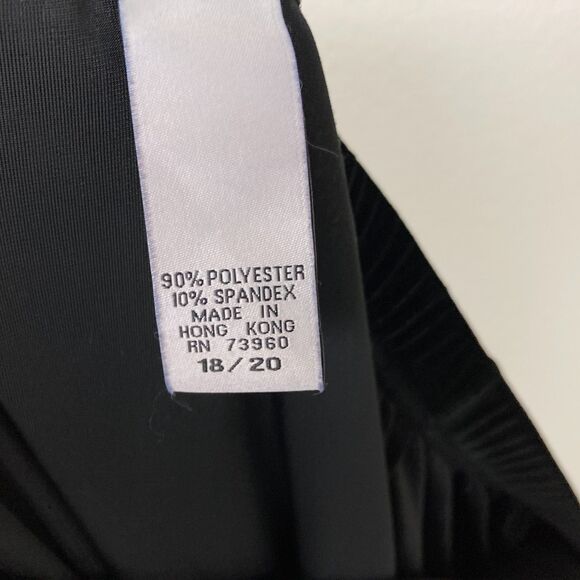 90% POLYESTER
10% SPANDEX
MADE IN
HONG KONG
RN 73960
18/20